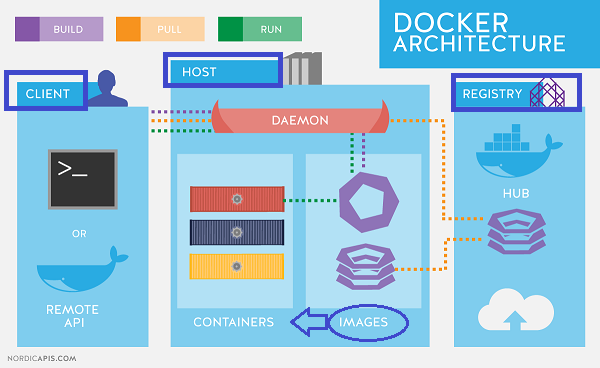 BUILD
PULL
RUN
DOCKER
ARCHITECTURE
CLIENT
HOST
REGISTRY
DAEMON
>_
OR
REMOTE
API
CONTAINERS
IMAGES
HUB
NORDICAPIS.COM